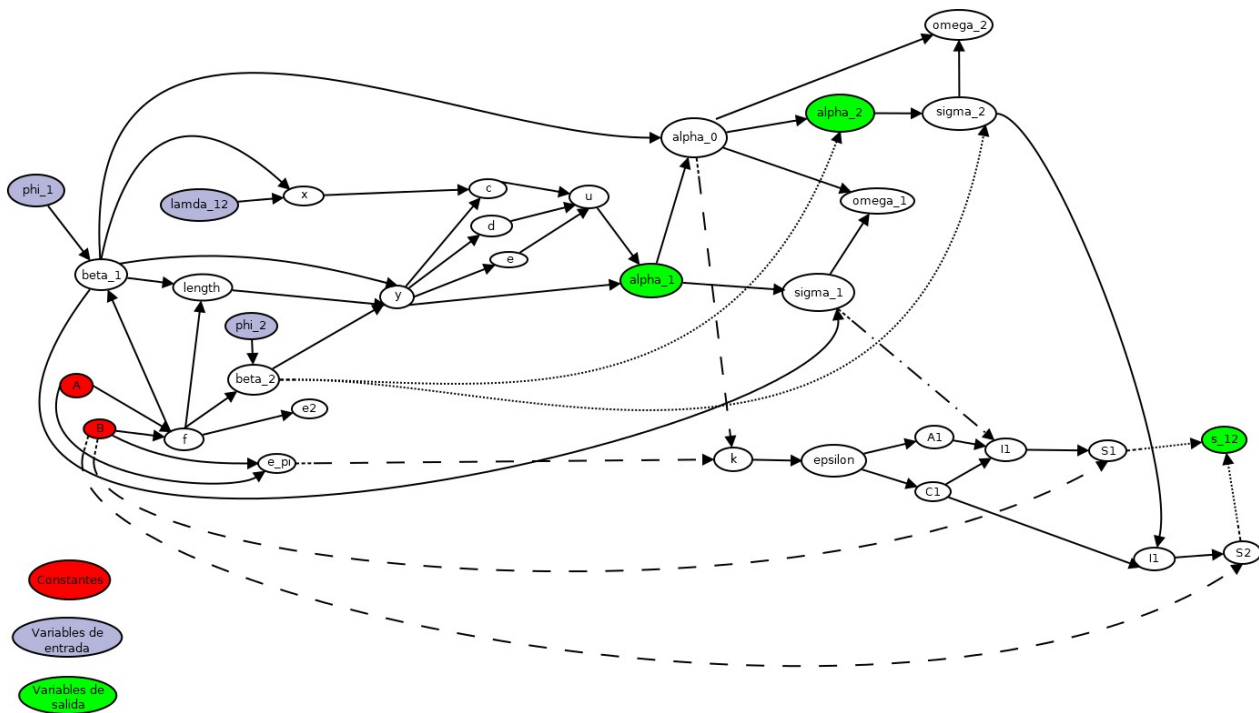 omega_2
alpha_2
sigma_2
alpha_0
phi_1
lamda_12
x
c
u
omega_1
d
e
beta_1
length
y
alpha_1
sigma_1
phi_2
beta_2
A
e2
B
f
e_pr
k
epsilon
A1
I1
S1
s_12
C1
I1
S2
Constantes
Variables de
entrada
Variables de
salida